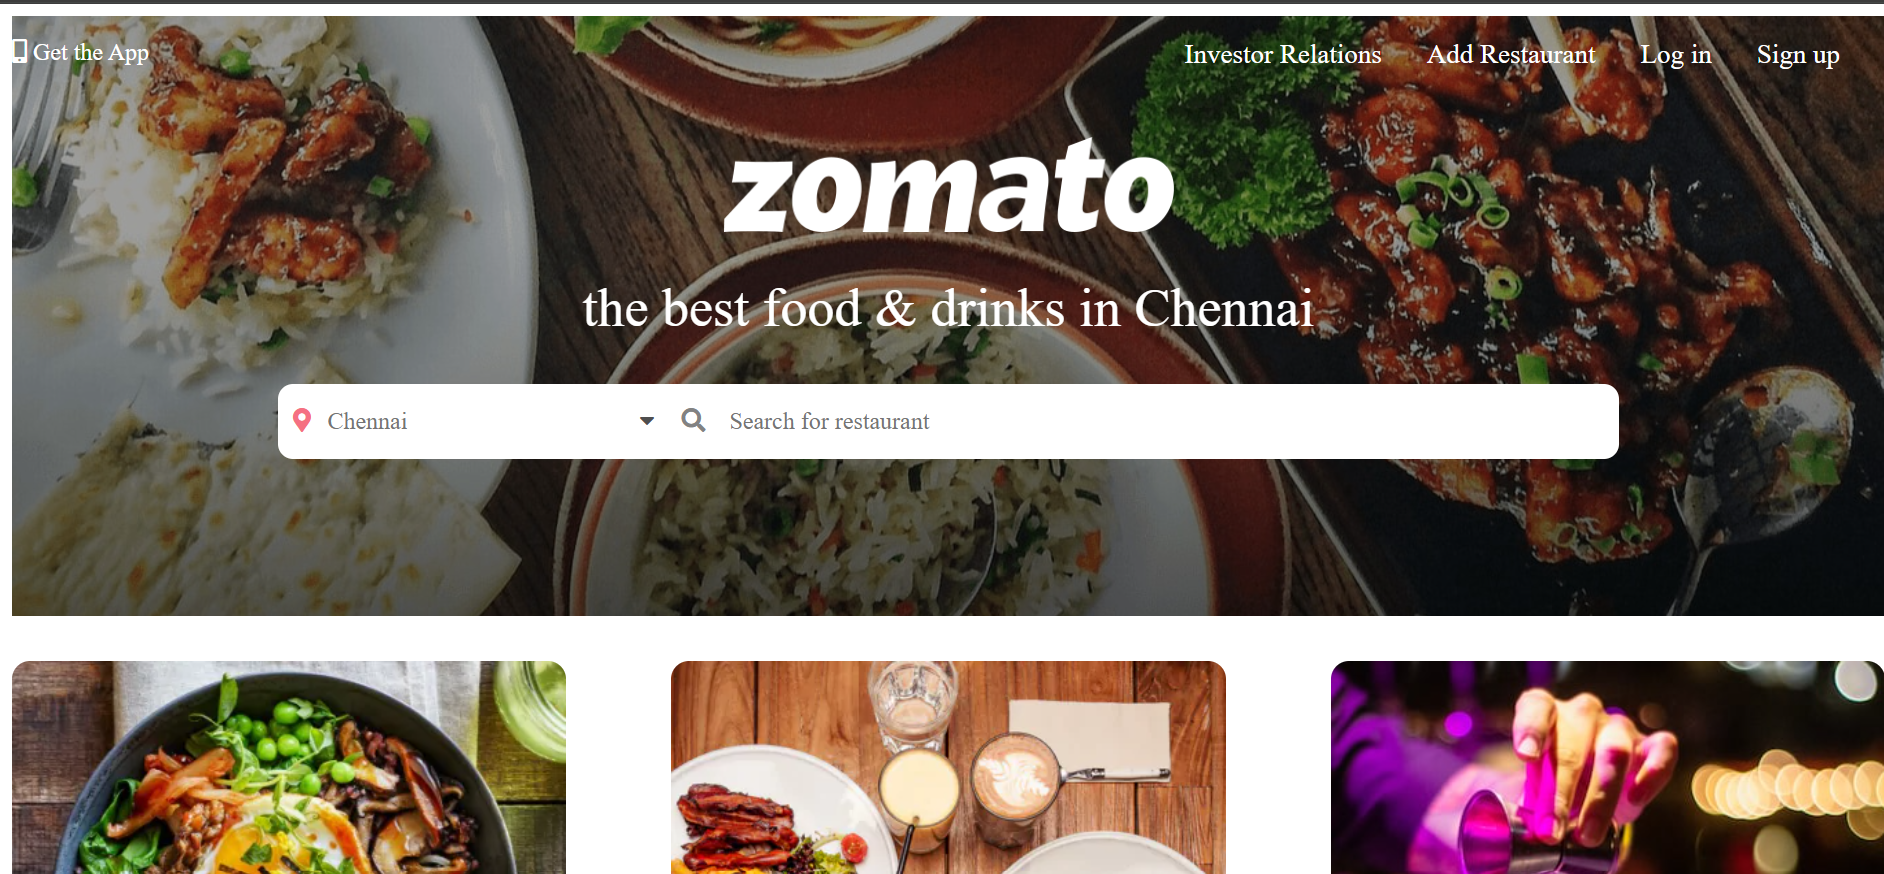 Get the App
Investor Relations
Add Restaurant
Log in
Sign up
zomato
the best food & drinks in Chennai
Chennai
Search for restaurant